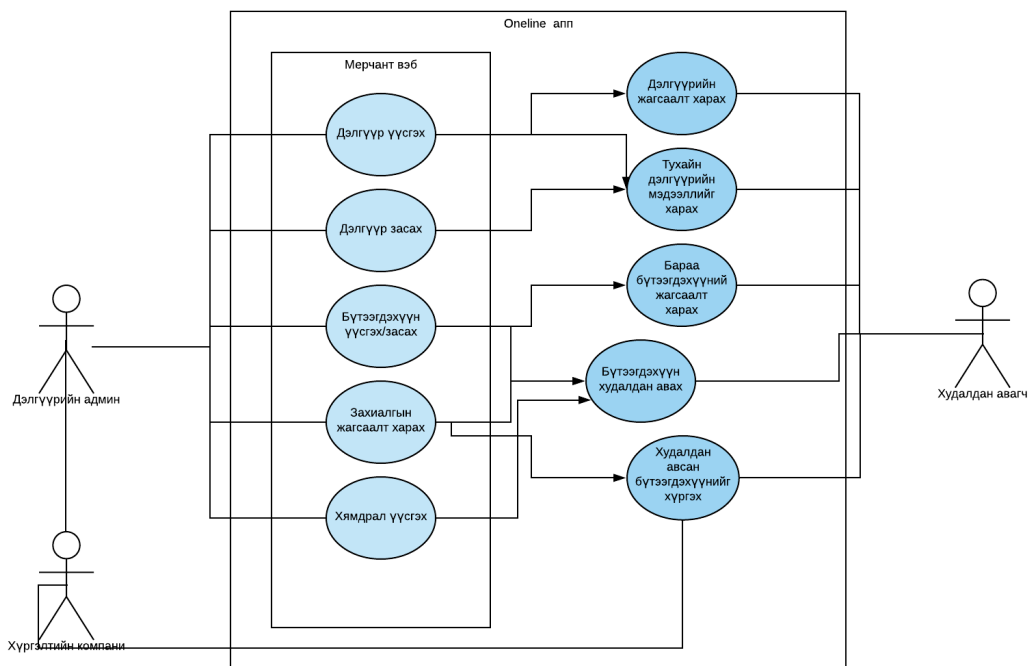 Oneline апп
Мерчант вэб
Дэлгүүр үүсгэх
Дэлгүүр засах
Бүтээгдэхүүн
үүсгэх/засах
Захиалгын
жагсаалт харах
Хямдрал үүсгэх
Дэлгүүрийн
жагсаалт харах
Тухайн
дэлгүүрийн
мэдээллийг
харах
Бараа
бүтээгдэхүүний
жагсаалт
харах
Бүтээгдэхүүн
худалдан авах
Худалдан
авсан
бүтээгдэхүүнийг
хүргэх
Дэлгүүрийн админ
Худалдан авагч
Хүргэлтийн компани